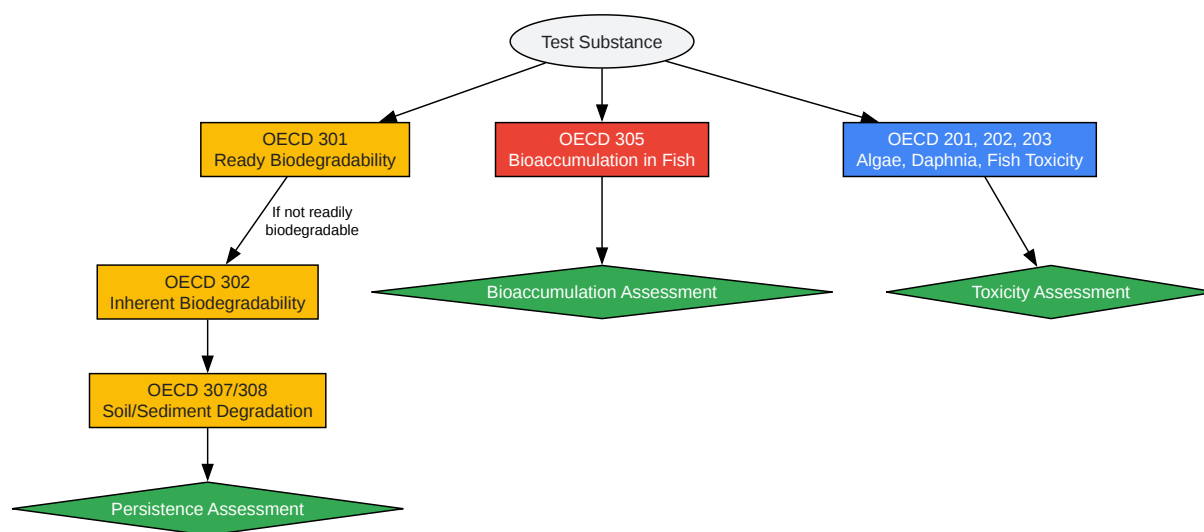 Test Substance
OECD 301
Ready Biodegradability
OECD 305
Bioaccumulation in Fish
OECD 201, 202, 203
Algae, Daphnia, Fish Toxicity
If not readily
biodegradable
OECD 302
Inherent Biodegradability
Bioaccumulation Assessment
Toxicity Assessment
OECD 307/308
Soil/Sediment Degradation
Persistence Assessment